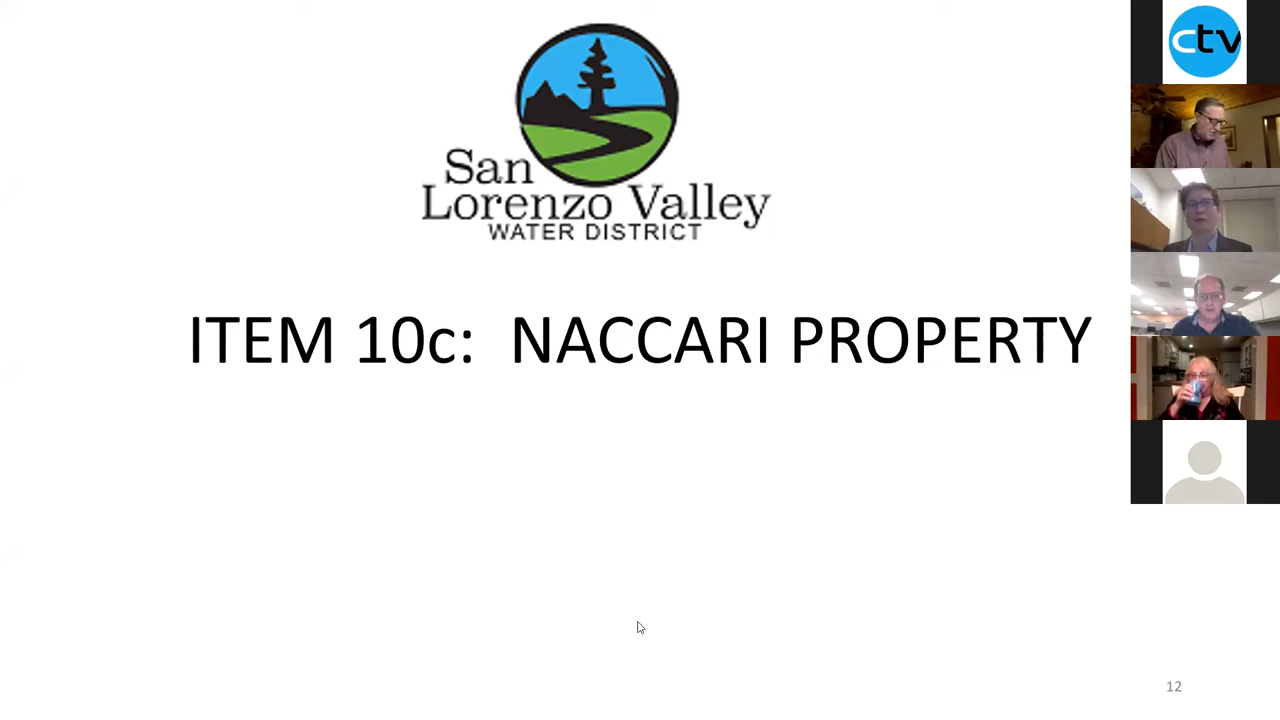 ctv
San
Lorenzo Valley
WATER DISTRICT
ITEM 10c: NACCARI PROPERTY
12